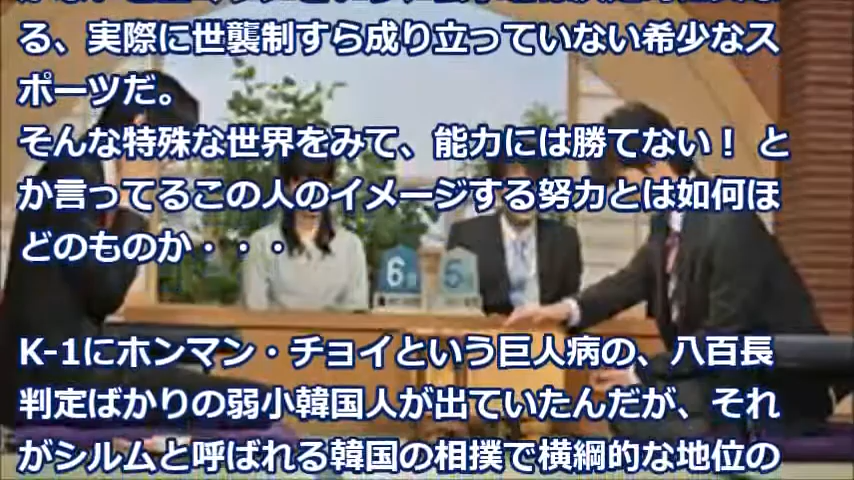 る、実際に世襲制すら成り立っていない希少なス
ポーツだ。
そんな特殊な世界をみて、能力には勝てない！ と
か言ってるこの人のイメージする努力とは如何ほ
どのものか・・・
6
5
K-1にホンマン・チョイという巨人病の、八百長
判定ばかりの弱小韓国人が出ていたんだが、それ
がシルムと呼ばれる韓国の相撲で横綱的な地位の